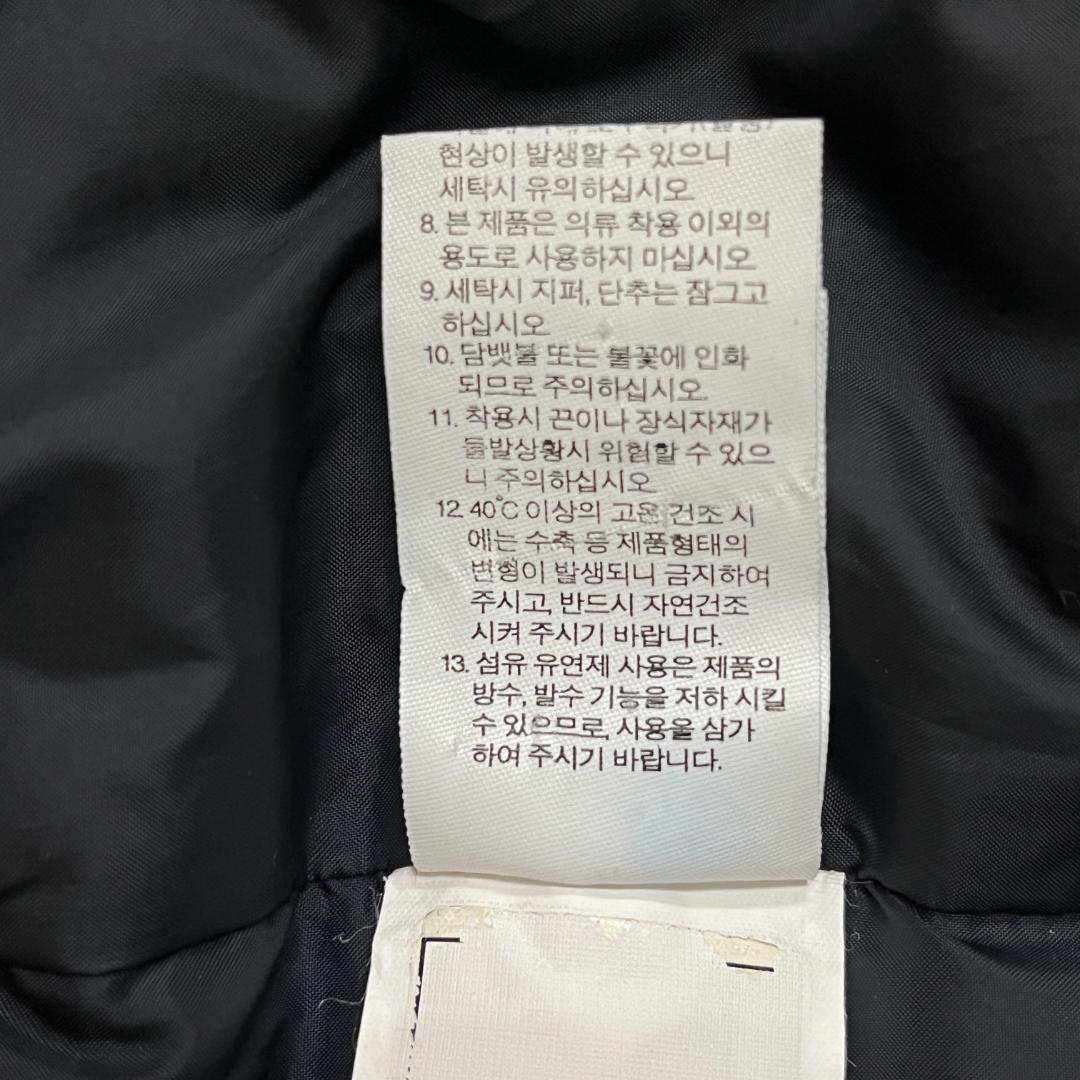 현상이 발생할 수 있으니
세탁시 유의하십시오
8. 본 제품은 의류 착용 이외의
용도로 사용하지 마십시오
9. 세탁시 지퍼, 단추는 잠그고
하십시오
10. 담뱃불 또는 불꽃에 인화
되므로 주의하십시오
11. 착용시 끈이나 장식자재가
돌발상황시 위험할 수 있으
니 주의하십시오
12. 40℃ 이상의 고온 건조 시
에는 수축 등 제품형태의
변형이 발생되니 금지하여
주시고, 반드시 자연건조
시켜 주시기 바랍니다.
13. 섬유 유연제 사용은 제품의
방수, 발수 기능을 저하 시킬
수 있으므로, 사용을 삼가
하여 주시기 바랍니다.